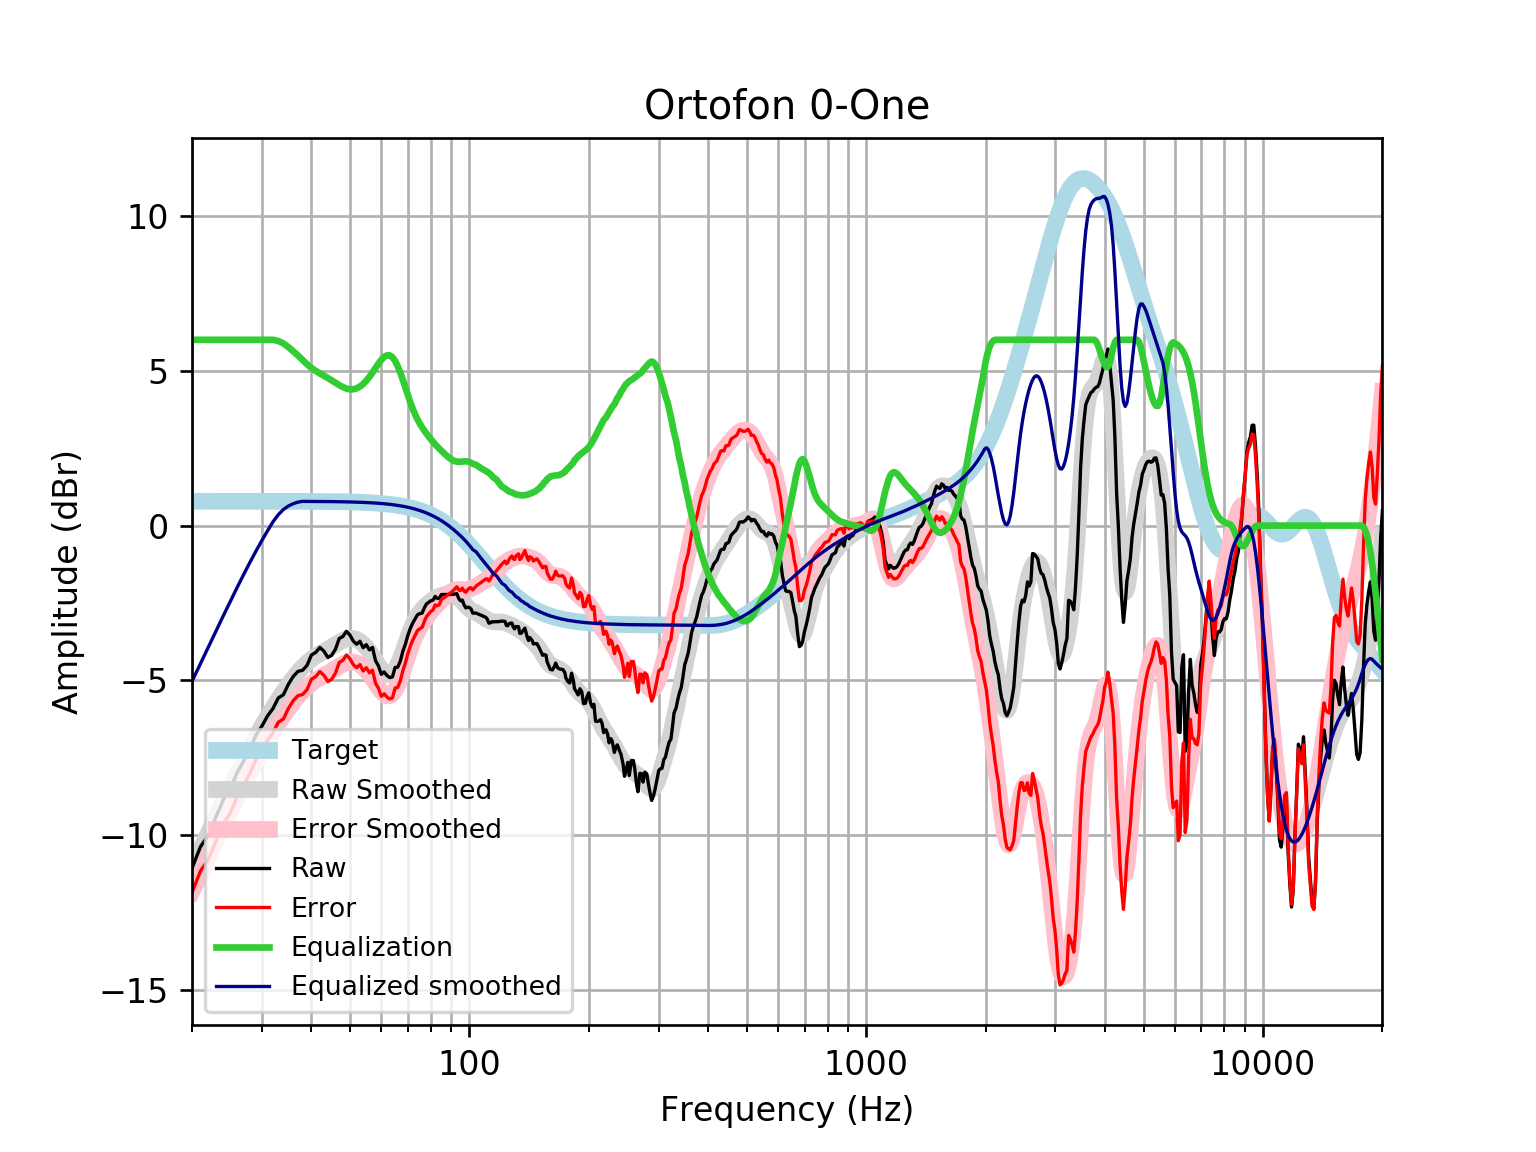 Ortofon 0-One
Amplitude (dBr)
10
5
0
−5
−10
−15
Target
Raw Smoothed
Error Smoothed
Raw
Error
Equalization
Equalized smoothed
100
1000
10000
Frequency (Hz)